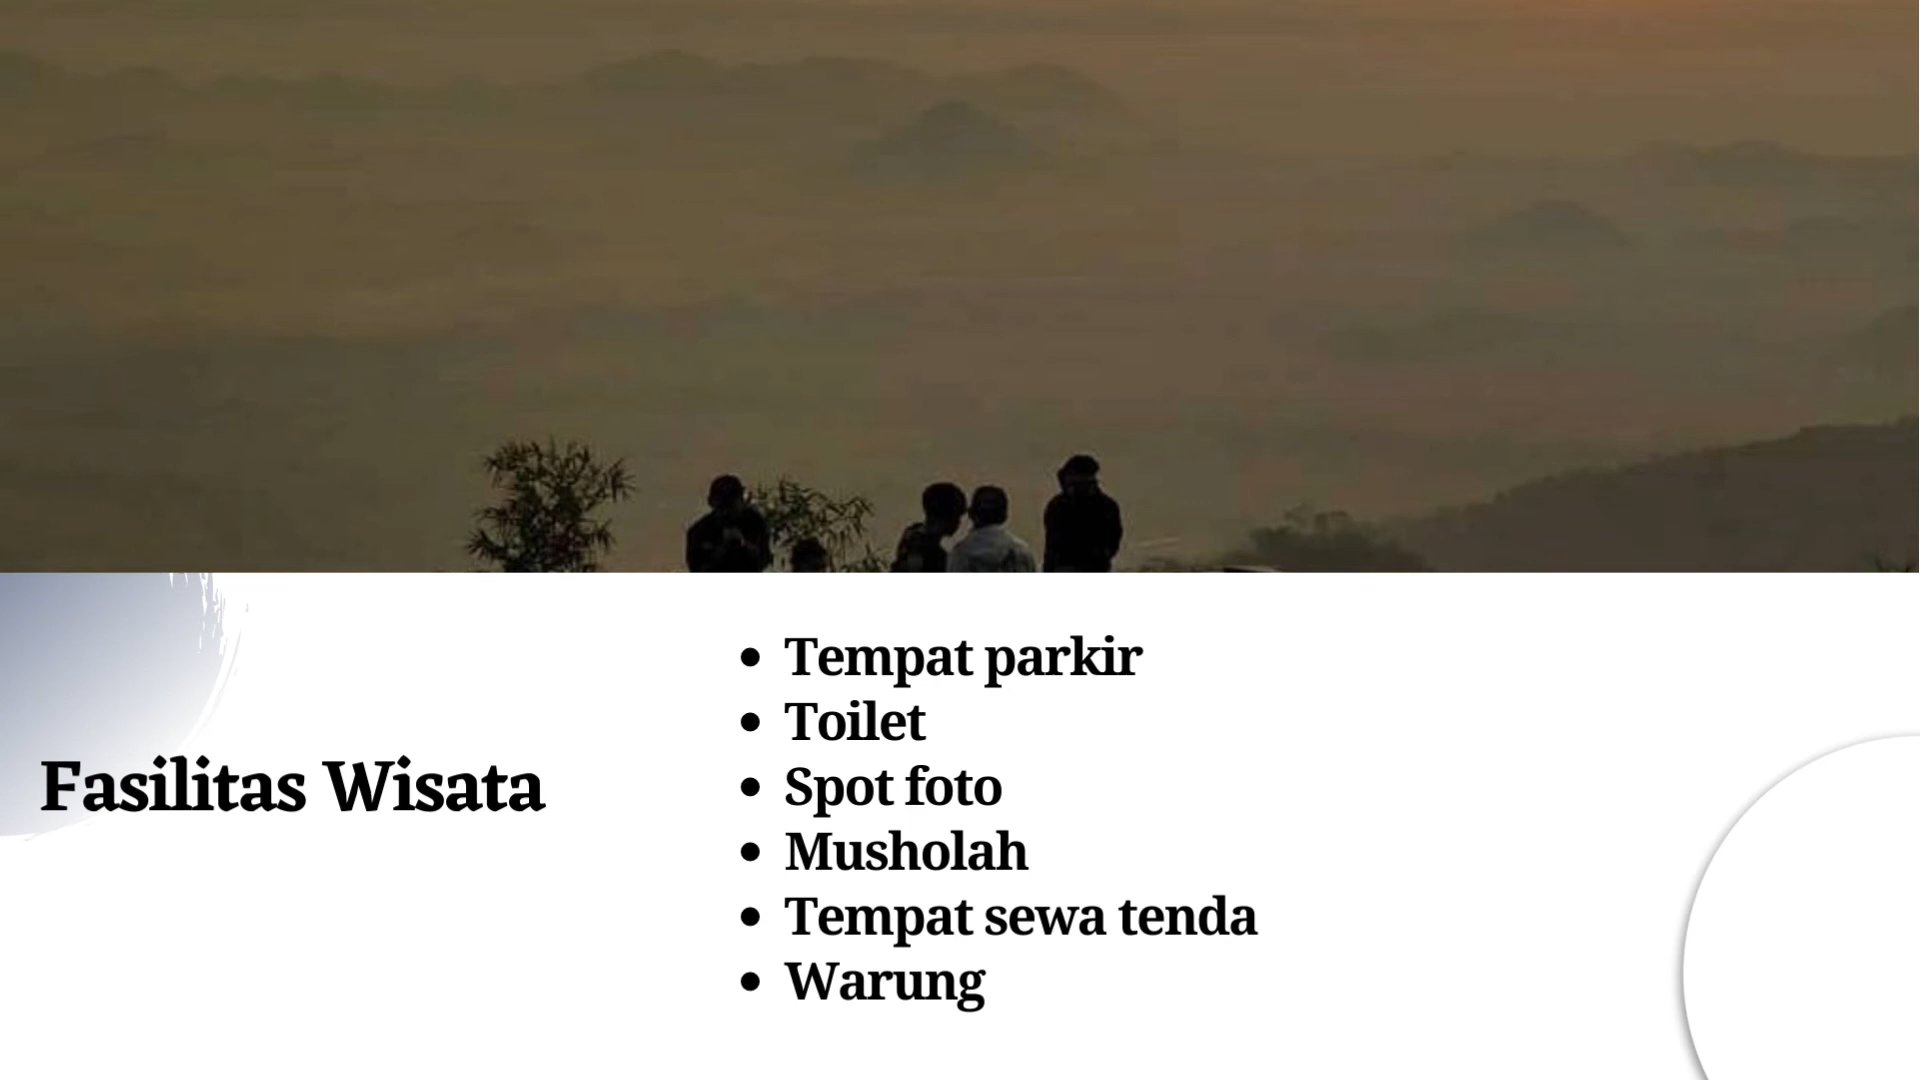 Fasilitas Wisata
• Tempat parkir
• Toilet
• Spot foto
• Musholah
• Tempat sewa tenda
• Warung